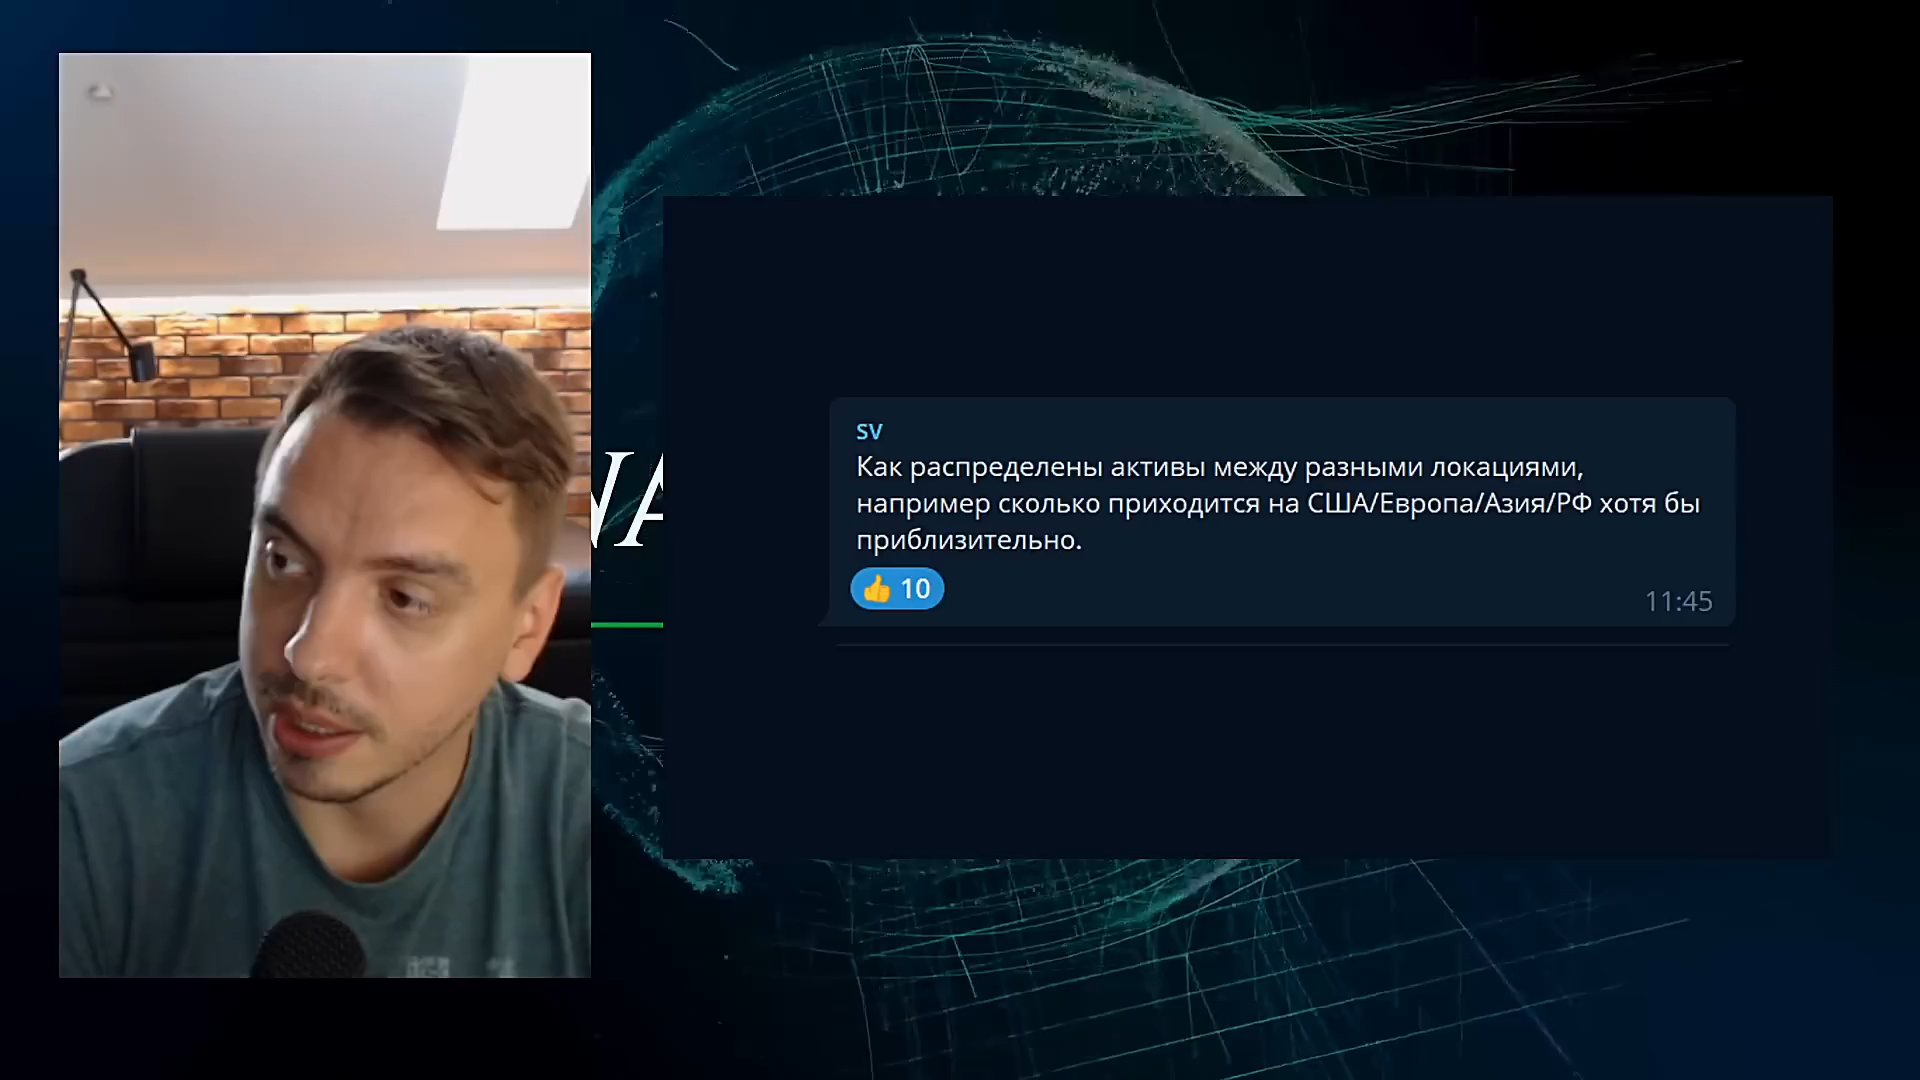 SV
Как распределены активы между разными локациями,
например сколько приходится на США/Европа/Азия/РФ хотя бы
приблизительно.
👍 10
11:45